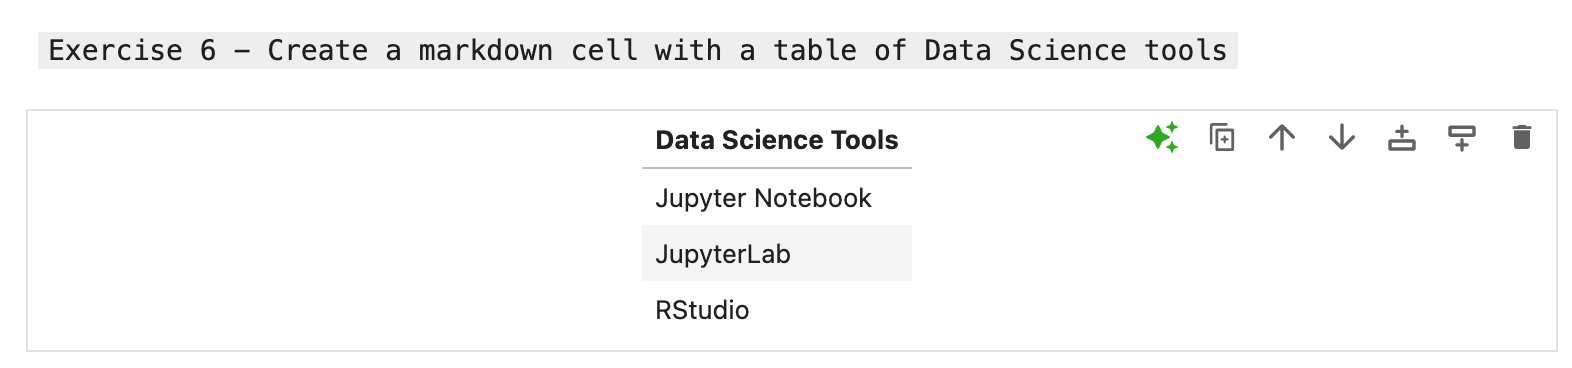 Exercise 6 - Create a markdown cell with a table of Data Science tools
Data Science Tools
Jupyter Notebook
JupyterLab
RStudio